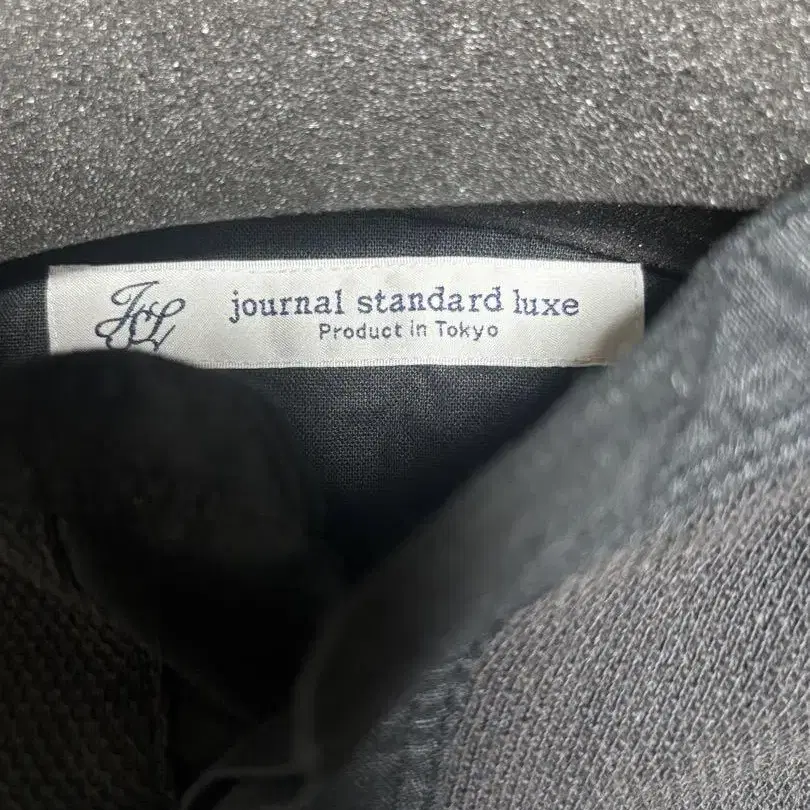 JSL
journal standard luxe
Product in Tokyo